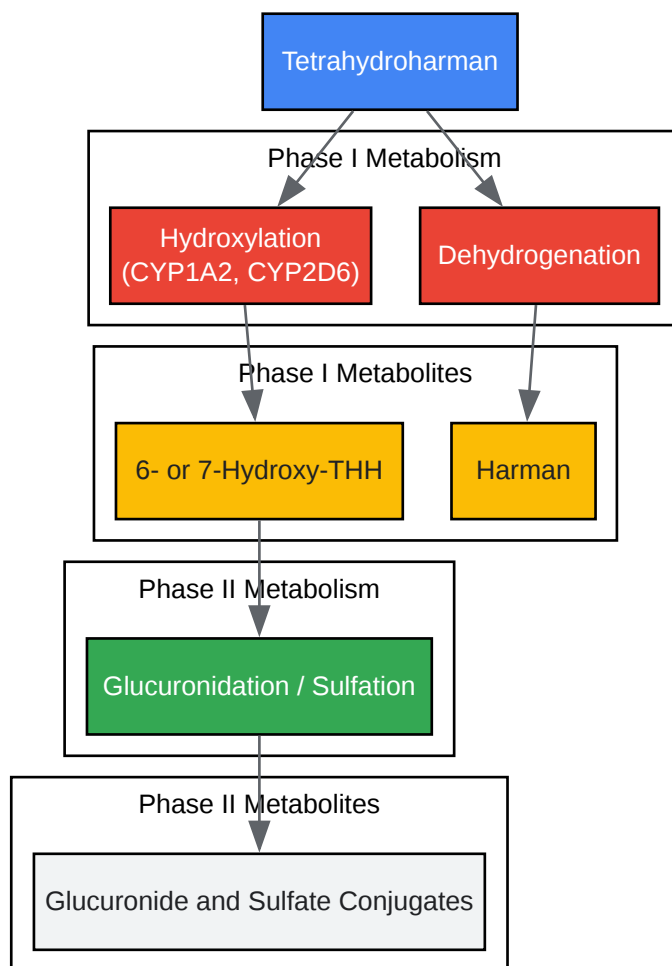 Tetrahydroharman
Phase I Metabolism
Hydroxylation
(CYP1A2, CYP2D6)
Dehydrogenation
Phase I Metabolites
6- or 7-Hydroxy-THH
Harman
Phase II Metabolism
Glucuronidation / Sulfation
Phase II Metabolites
Glucuronide and Sulfate Conjugates